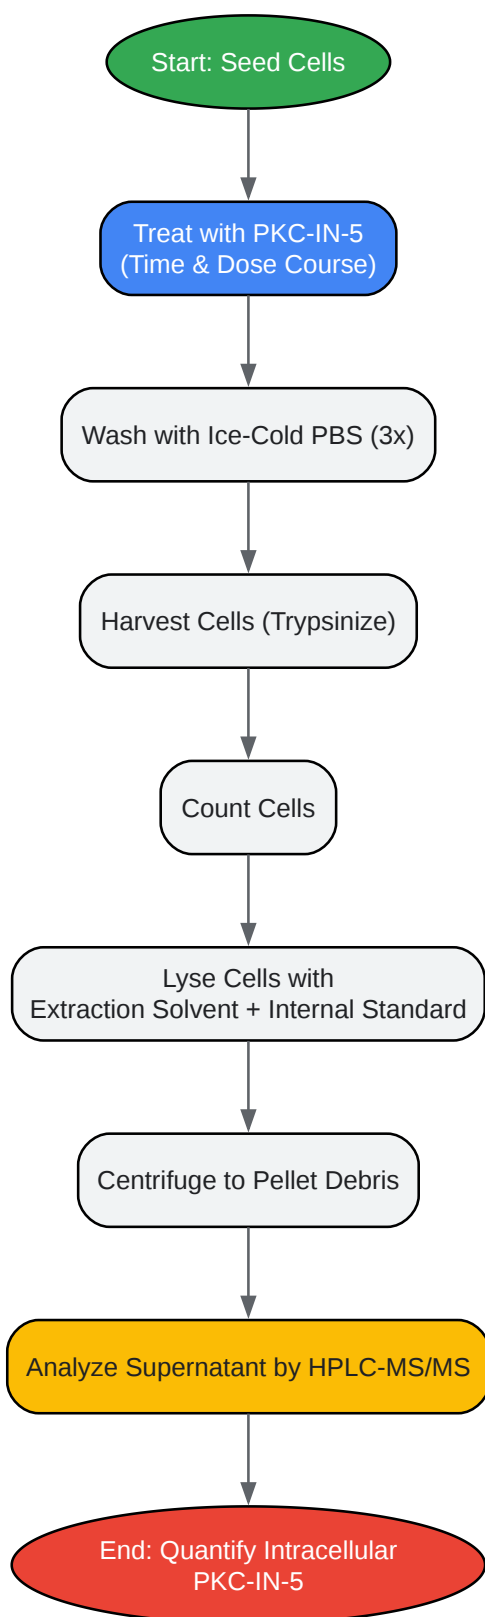 Start: Seed Cells
Treat with PKC-IN-5
(Time & Dose Course)
Wash with Ice-Cold PBS (3x)
Harvest Cells (Trypsinize)
Count Cells
Lyse Cells with
Extraction Solvent + Internal Standard
Centrifuge to Pellet Debris
Analyze Supernatant by HPLC-MS/MS
End: Quantify Intracellular
PKC-IN-5